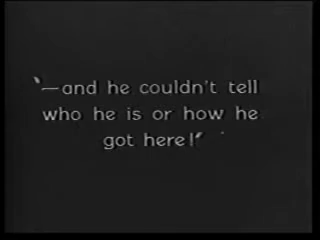 "—and he couldn't tell
who he is or how he
got here!"